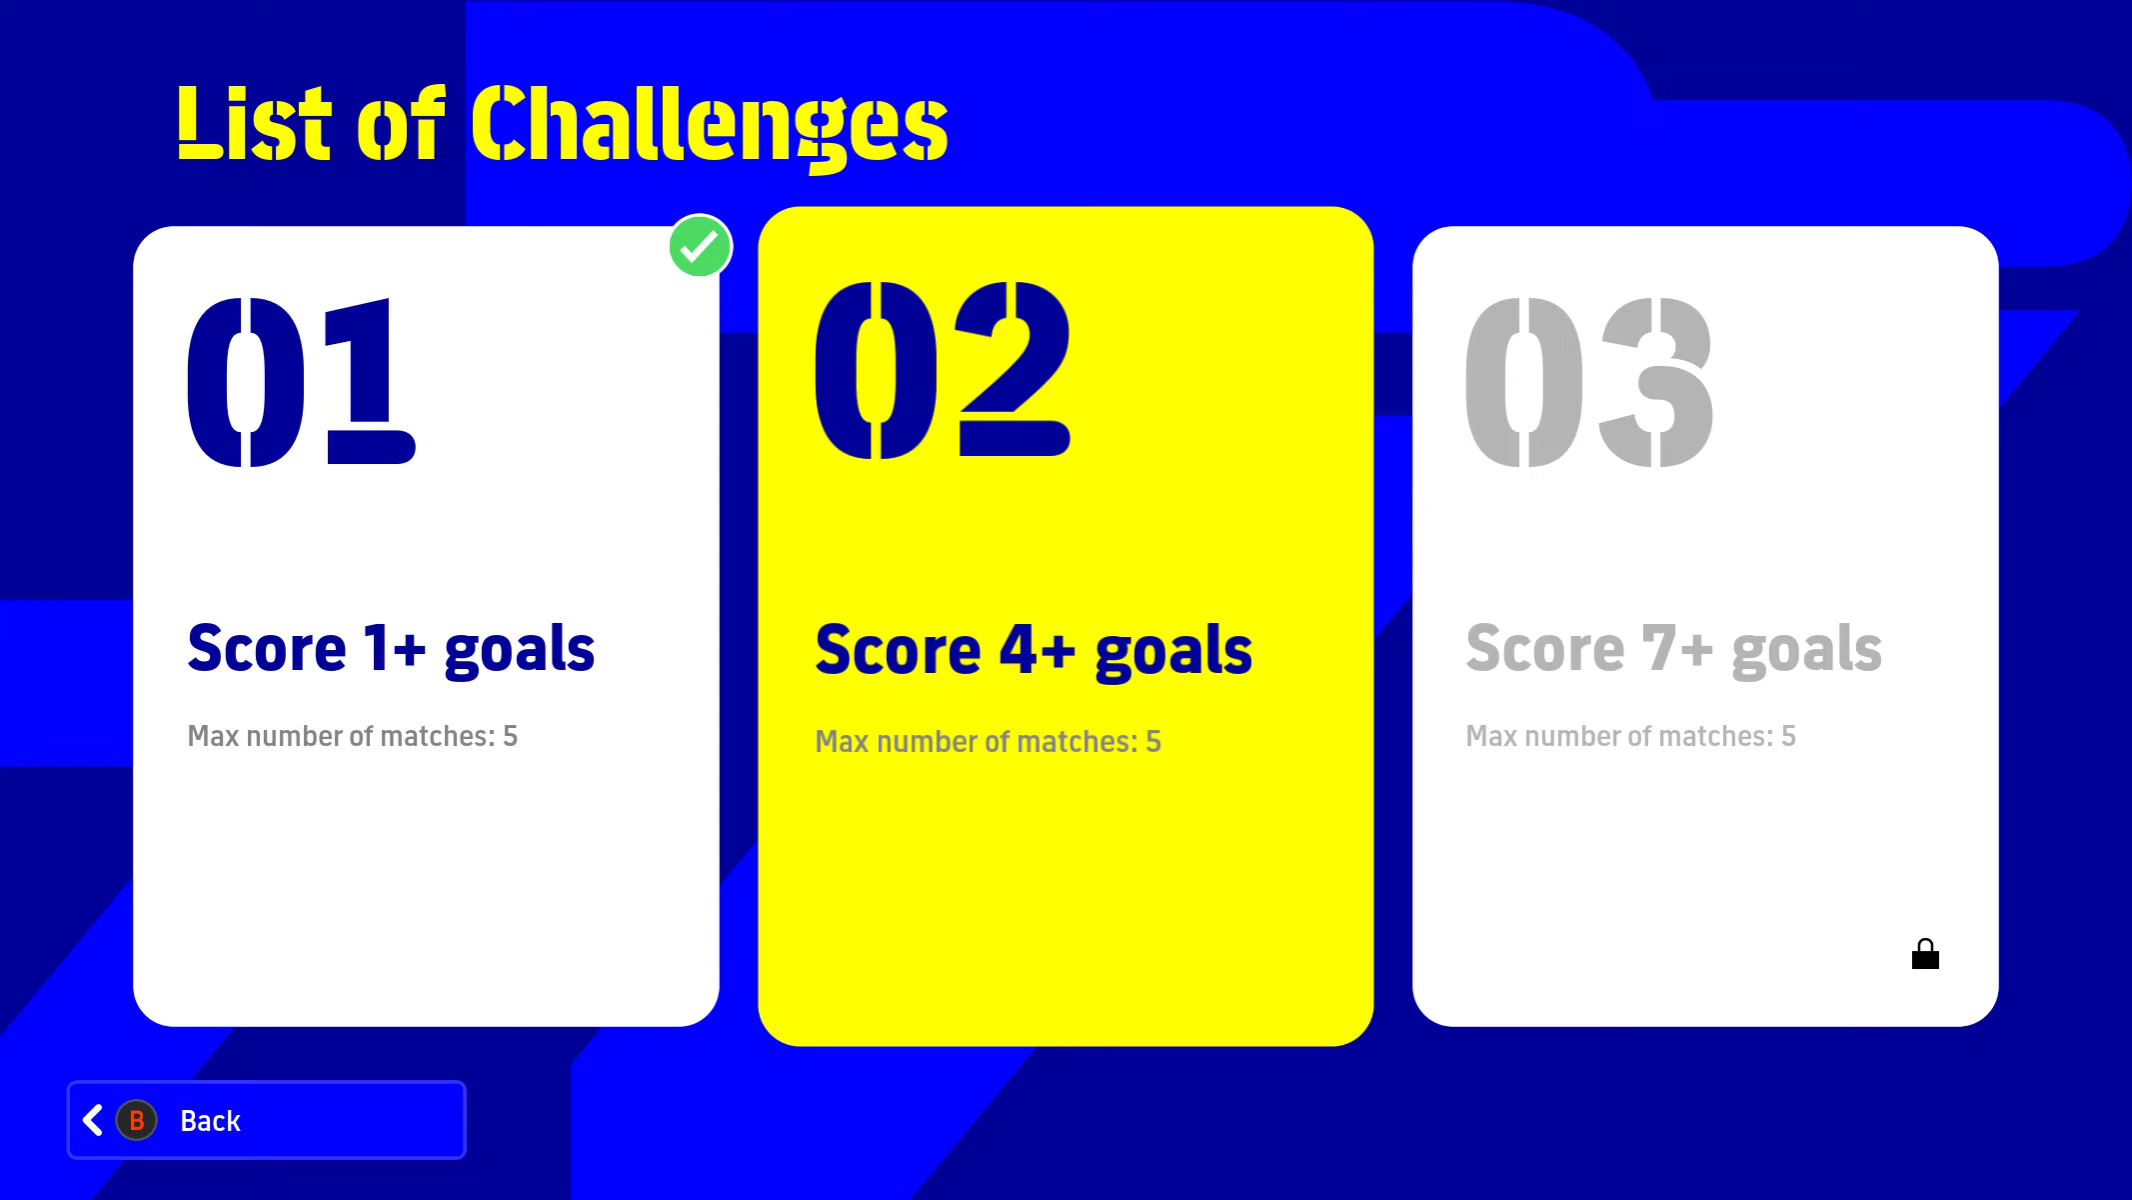 List of Challenges
01
Score 1+ goals
Max number of matches: 5
02
Score 4+ goals
Max number of matches: 5
03
Score 7+ goals
Max number of matches: 5
B Back